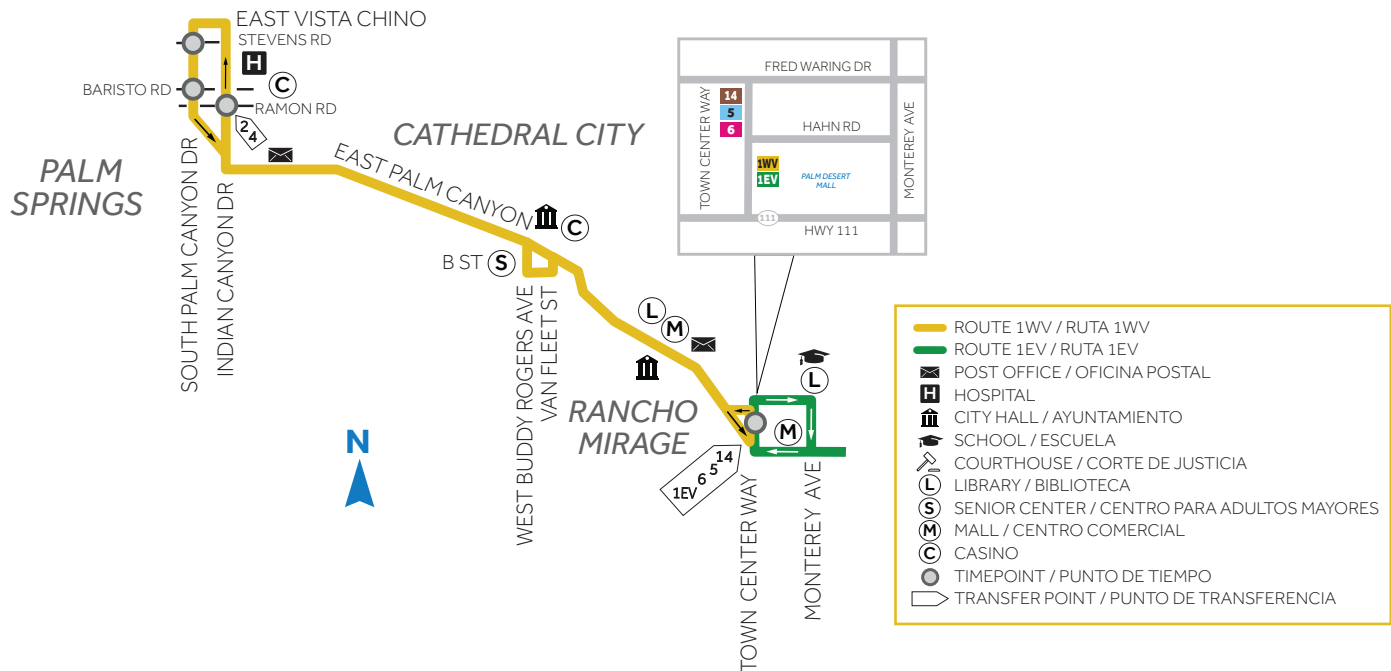 EAST VISTA CHINO
STEVENS RD
H
C
BARISTO RD
RAMON RD
2
4
PALM
SPRINGS
SOUTH PALM CANYON DR
INDIAN CANYON DR
CATHEDRAL CITY
EAST PALM CANYON
C
B ST
S
WEST BUDDY ROGERS AVE
VAN FLEET ST
L
M
RANCHO
MIRAGE
N
1EV 6 5 14
L
M
TOWN CENTER WAY
MONTEREY AVE
FRED WARING DR
TOWN CENTER WAY
14
5
6
HAHN RD
MONTEREY AVE
1WV
1EV
PALM DESERT
MALL
111
HWY 111
ROUTE 1WV / RUTA 1WV
ROUTE 1EV / RUTA 1EV
POST OFFICE / OFICINA POSTAL
H HOSPITAL
CITY HALL / AYUNTAMIENTO
SCHOOL / ESCUELA
COURTHOUSE / CORTE DE JUSTICIA
L LIBRARY / BIBLIOTECA
S SENIOR CENTER / CENTRO PARA ADULTOS MAYORES
M MALL / CENTRO COMERCIAL
C CASINO
TIMEPOINT / PUNTO DE TIEMPO
TRANSFER POINT / PUNTO DE TRANSFERENCIA